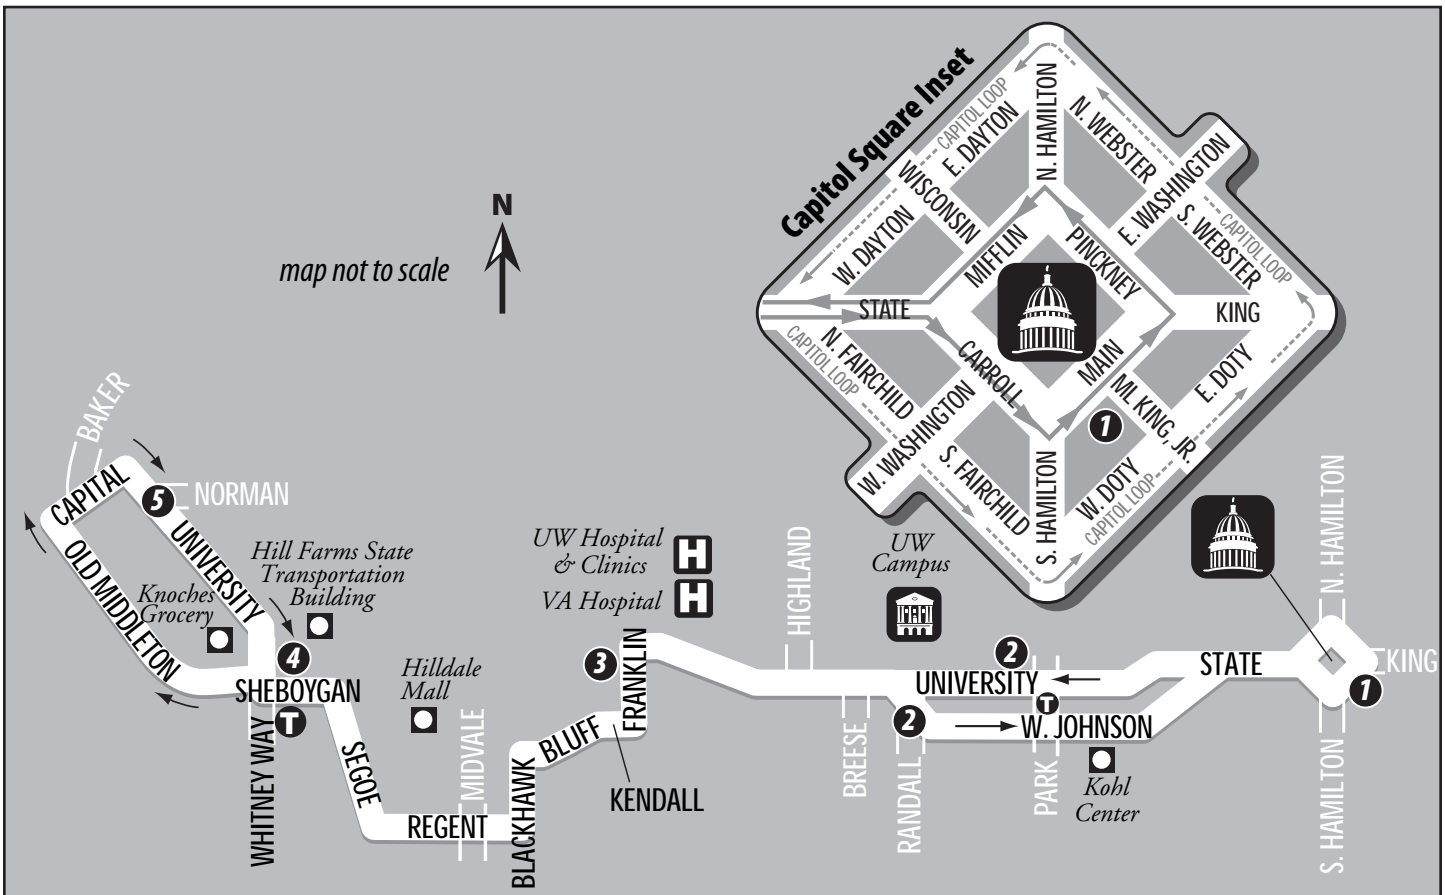 Capitol Square Inset
CAPITOL LOOP
E. DAYTON
N. HAMILTON
N. WEBSTER
E. WASHINGTON
WISCONSIN
W. DAYTON
MIFFLIN
PINCKNEY
S. WEBSTER
CAPITOL LOOP
STATE
KING
CAPITOL LOOP
N. FAIRCHILD
CARROLL
MAIN
E. DOTY
ML KING, JR.
1
W. WASHINGTON
S. FAIRCHILD
S. HAMILTON
W. DOTY
CAPITOL LOOP
N
map not to scale
BAKER
CAPITAL
5
NORMAN
UNIVERSITY
OLD MIDDLETON
Knoches
Grocery
Hill Farms State
Transportation
Building
4
SHEBOYGAN
T
WHITNEY WAY
SEGOE
Hilldale
Mall
MIDVALE
REGENT
BLACKHAWK
BLUFF
KENDALL
FRANKLIN
3
UW Hospital
& Clinics
H
VA Hospital
H
HIGHLAND
UW
Campus
BREESE
RANDALL
2
UNIVERSITY
2
T
W. JOHNSON
PARK
Kohl
Center
STATE
N. HAMILTON
KING
1
S. HAMILTON